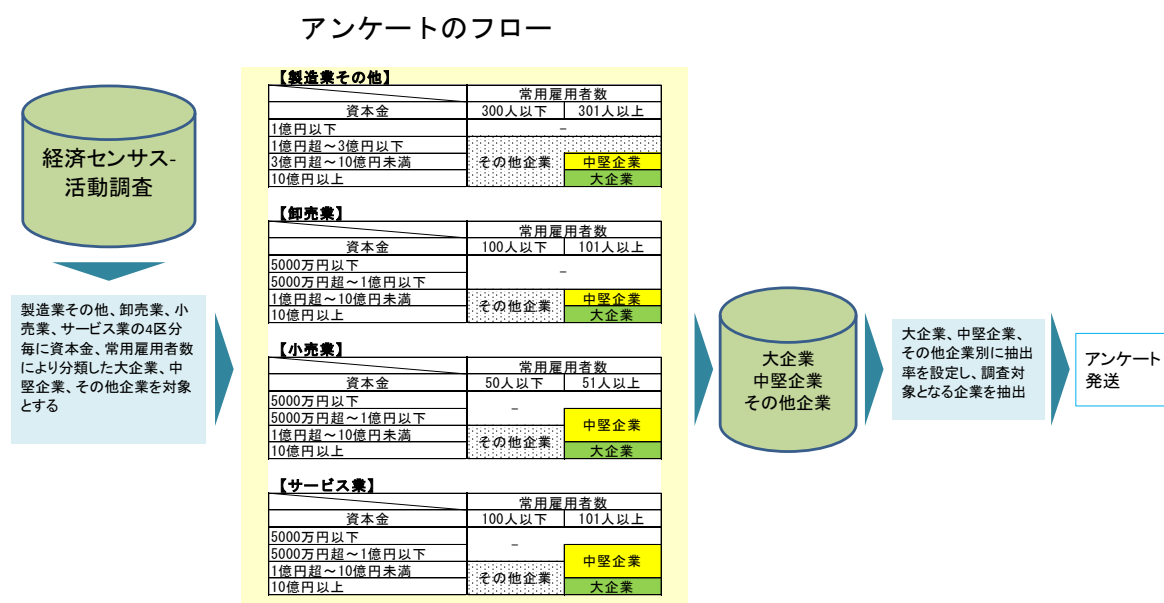 アンケートのフロー
経済センサス-
活動調査
製造業その他、卸売業、小
売業、サービス業の4区分
毎に資本金、常用雇用者数
により分類した大企業、中
堅企業、その他企業を対象
とする
【製造業その他】
常用雇用者数
資本金 300人以下 301人以上
1億円以下 －
1億円超～3億円以下
3億円超～10億円未満 その他企業 中堅企業
10億円以上 大企業
【卸売業】
常用雇用者数
資本金 100人以下 101人以上
5000万円以下 －
5000万円超～1億円以下
1億円超～10億円未満 その他企業 中堅企業
10億円以上 大企業
【小売業】
常用雇用者数
資本金 50人以下 51人以上
5000万円以下 －
5000万円超～1億円以下 中堅企業
1億円超～10億円未満 その他企業
10億円以上 大企業
【サービス業】
常用雇用者数
資本金 100人以下 101人以上
5000万円以下 －
5000万円超～1億円以下 中堅企業
1億円超～10億円未満 その他企業
10億円以上 大企業
大企業
中堅企業
その他企業
大企業、中堅企業、
その他企業別に抽出
率を設定し、調査対
象となる企業を抽出
アンケート
発送